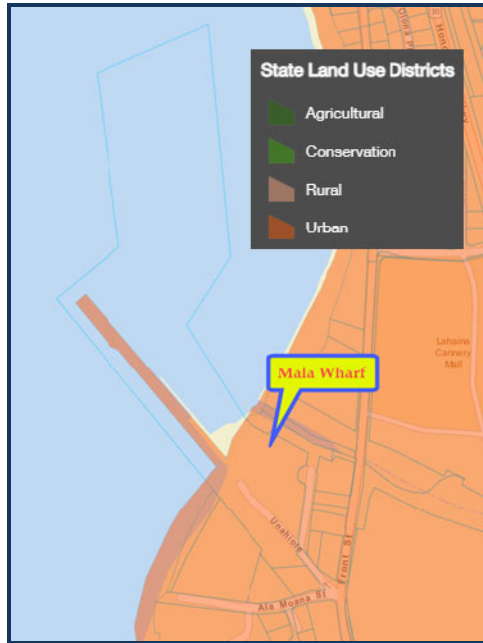 State Land Use Districts
Agricultural
Conservation
Rural
Urban
Mala Wharf
Lahaina
Cannery
Mall
Front St
Ala Moana St